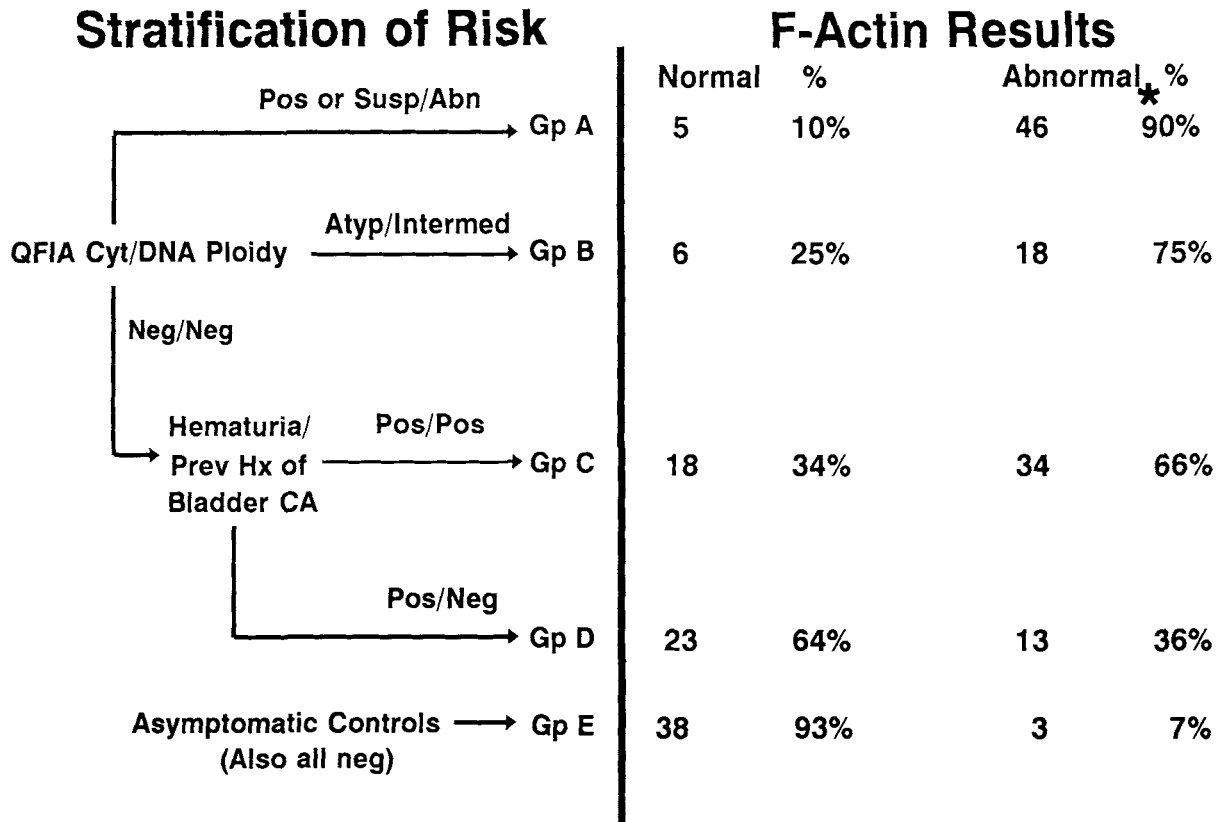 Stratification of Risk
F-Actin Results
Normal % Abnormal * %
Pos or Susp/Abn
Gp A 5 10% 46 90%
Atyp/Intermed
QFIA Cyt/DNA Ploidy Gp B 6 25% 18 75%
Neg/Neg
Hematuria/ Pos/Pos
Prev Hx of Gp C 18 34% 34 66%
Bladder CA
Pos/Neg
Gp D 23 64% 13 36%
Asymptomatic Controls Gp E 38 93% 3 7%
(Also all neg)